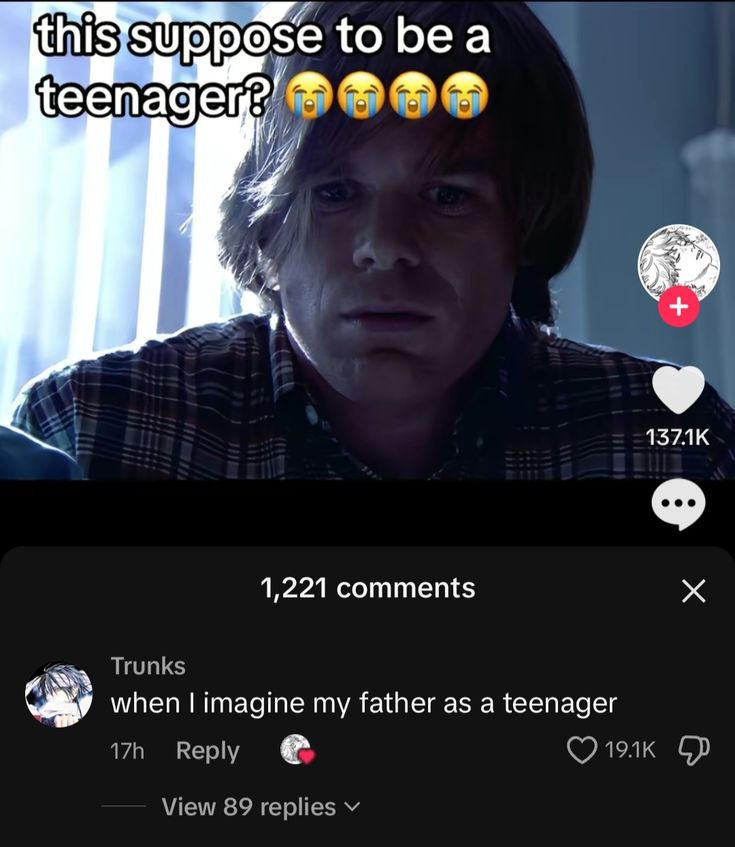 this suppose to be a
teenager? 😭😭😭😭
137.1K
1,221 comments
Trunks
when I imagine my father as a teenager
17h Reply 19.1K
View 89 replies